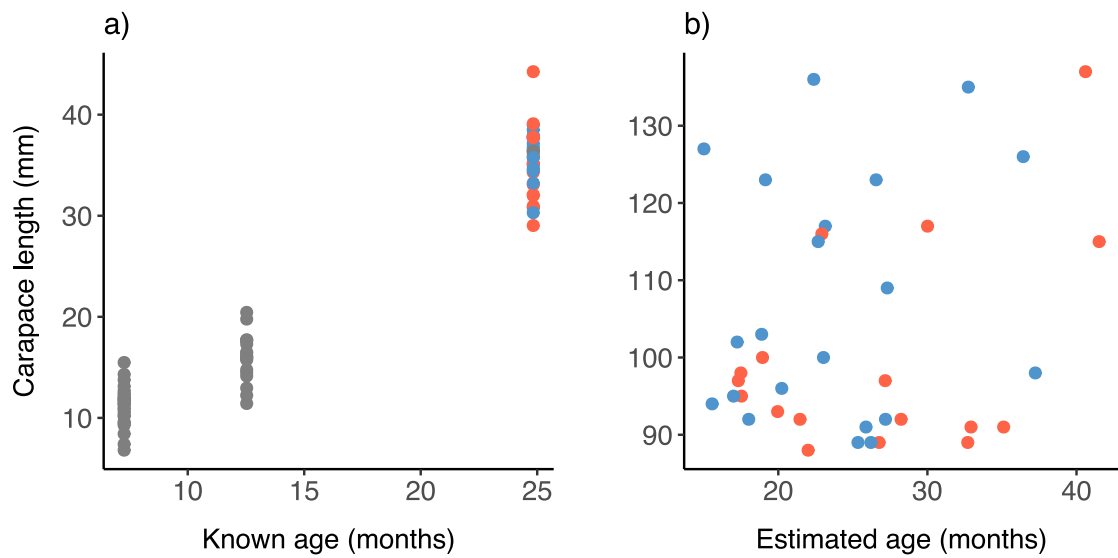 a)
Carapace length (mm)
40
30
20
10
10 15 20 25
Known age (months)
b)
130
120
110
100
90
20 30 40
Estimated age (months)